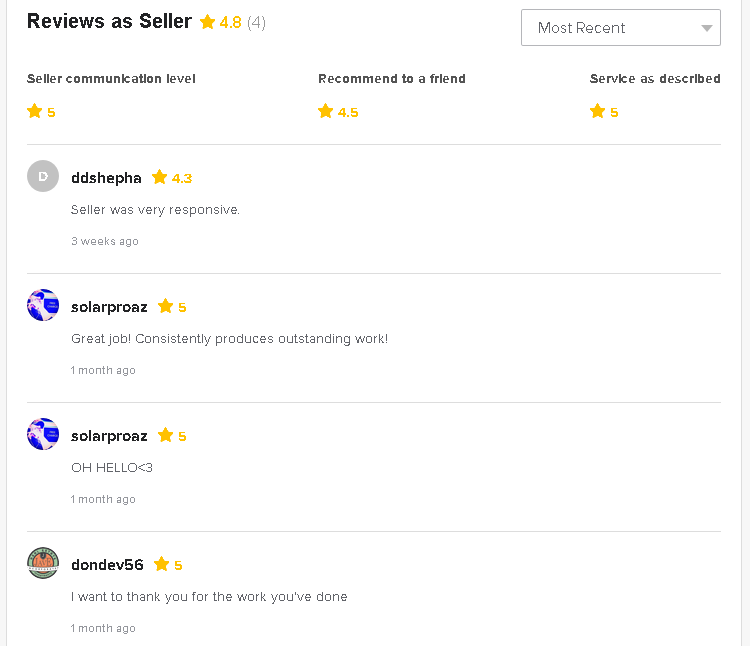 Reviews as Seller 4.8 (4)
Most Recent
Seller communication level
5
Recommend to a friend
4.5
Service as described
5
D
ddshepha 4.3
Seller was very responsive.
3 weeks ago
solarproaz 5
Great job! Consistently produces outstanding work!
1 month ago
solarproaz 5
OH HELLO<3
1 month ago
dondev56 5
I want to thank you for the work you've done
1 month ago